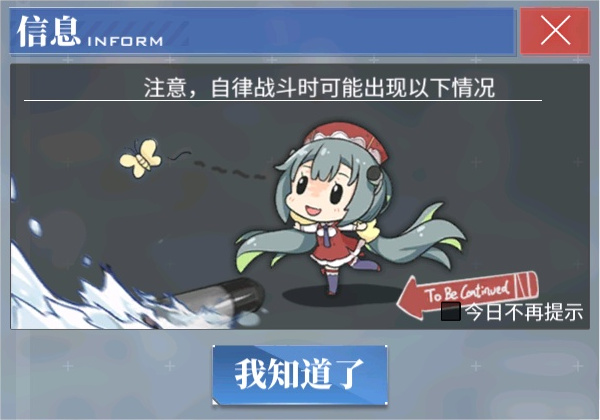 信息 INFORM
注意，自律战斗时可能出现以下情况
To Be Continued
今日不再提示
我知道了